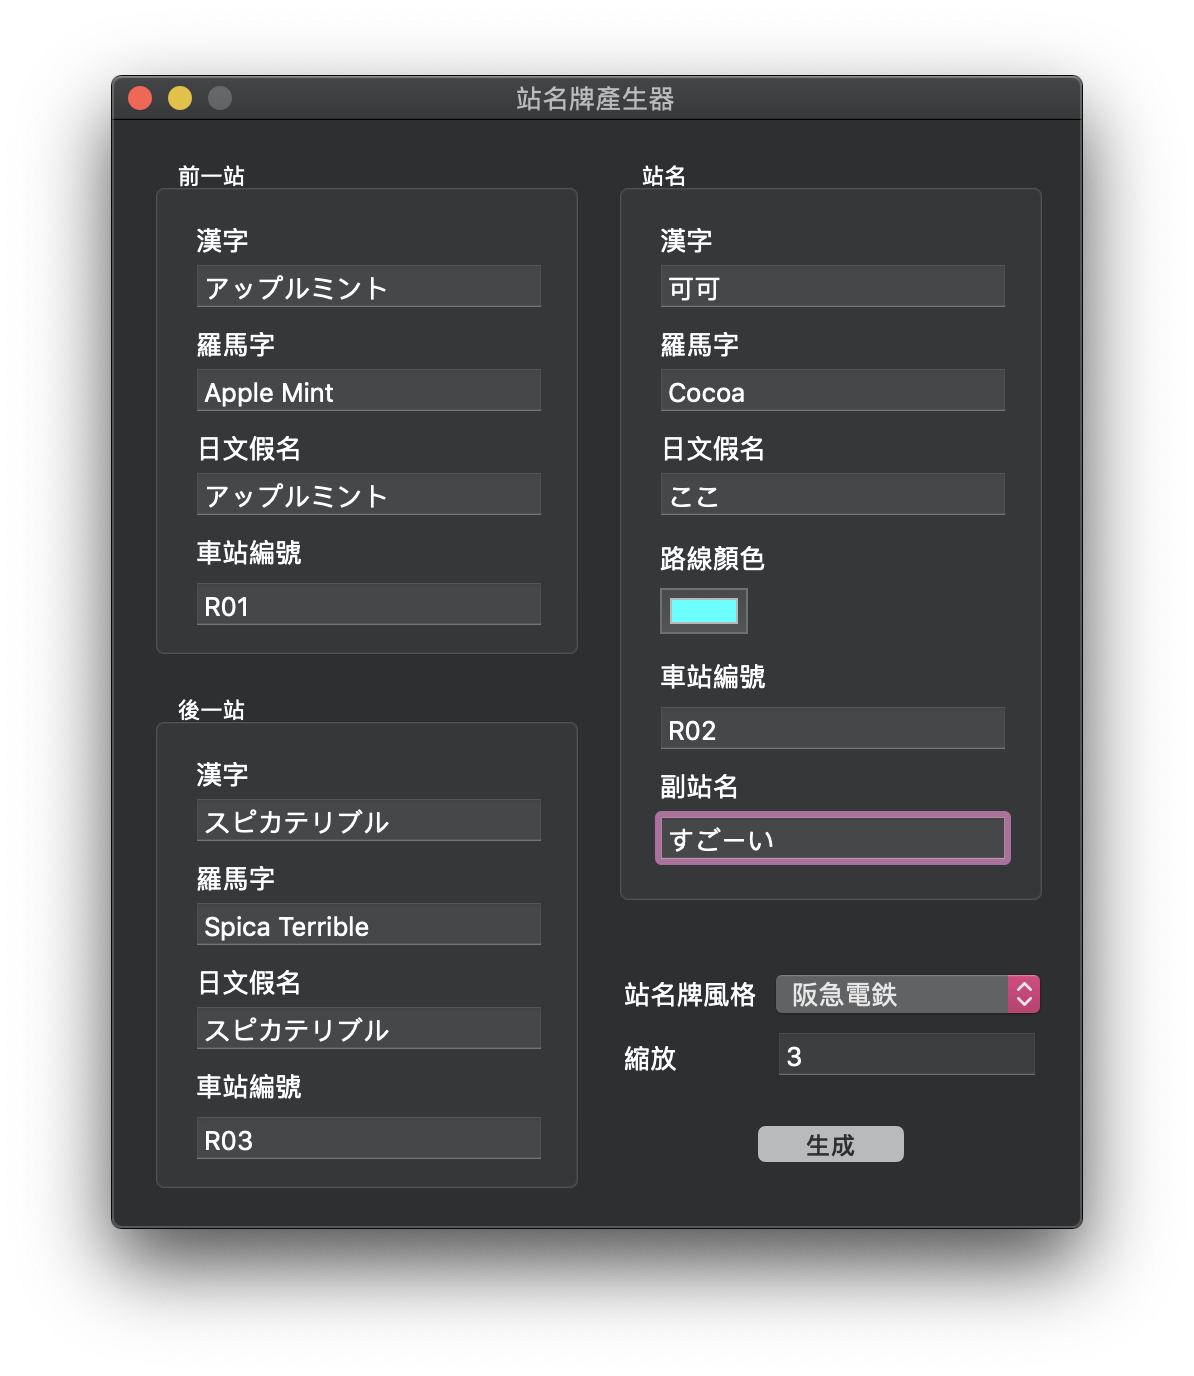 站名牌產生器
前一站
漢字
アップルミント
羅馬字
Apple Mint
日文假名
アップルミント
車站編號
R01
後一站
漢字
スピカテリブル
羅馬字
Spica Terrible
日文假名
スピカテリブル
車站編號
R03
站名
漢字
可可
羅馬字
Cocoa
日文假名
ここ
路線顏色
車站編號
R02
副站名
すごーい
站名牌風格
阪急電鉄
縮放
3
生成